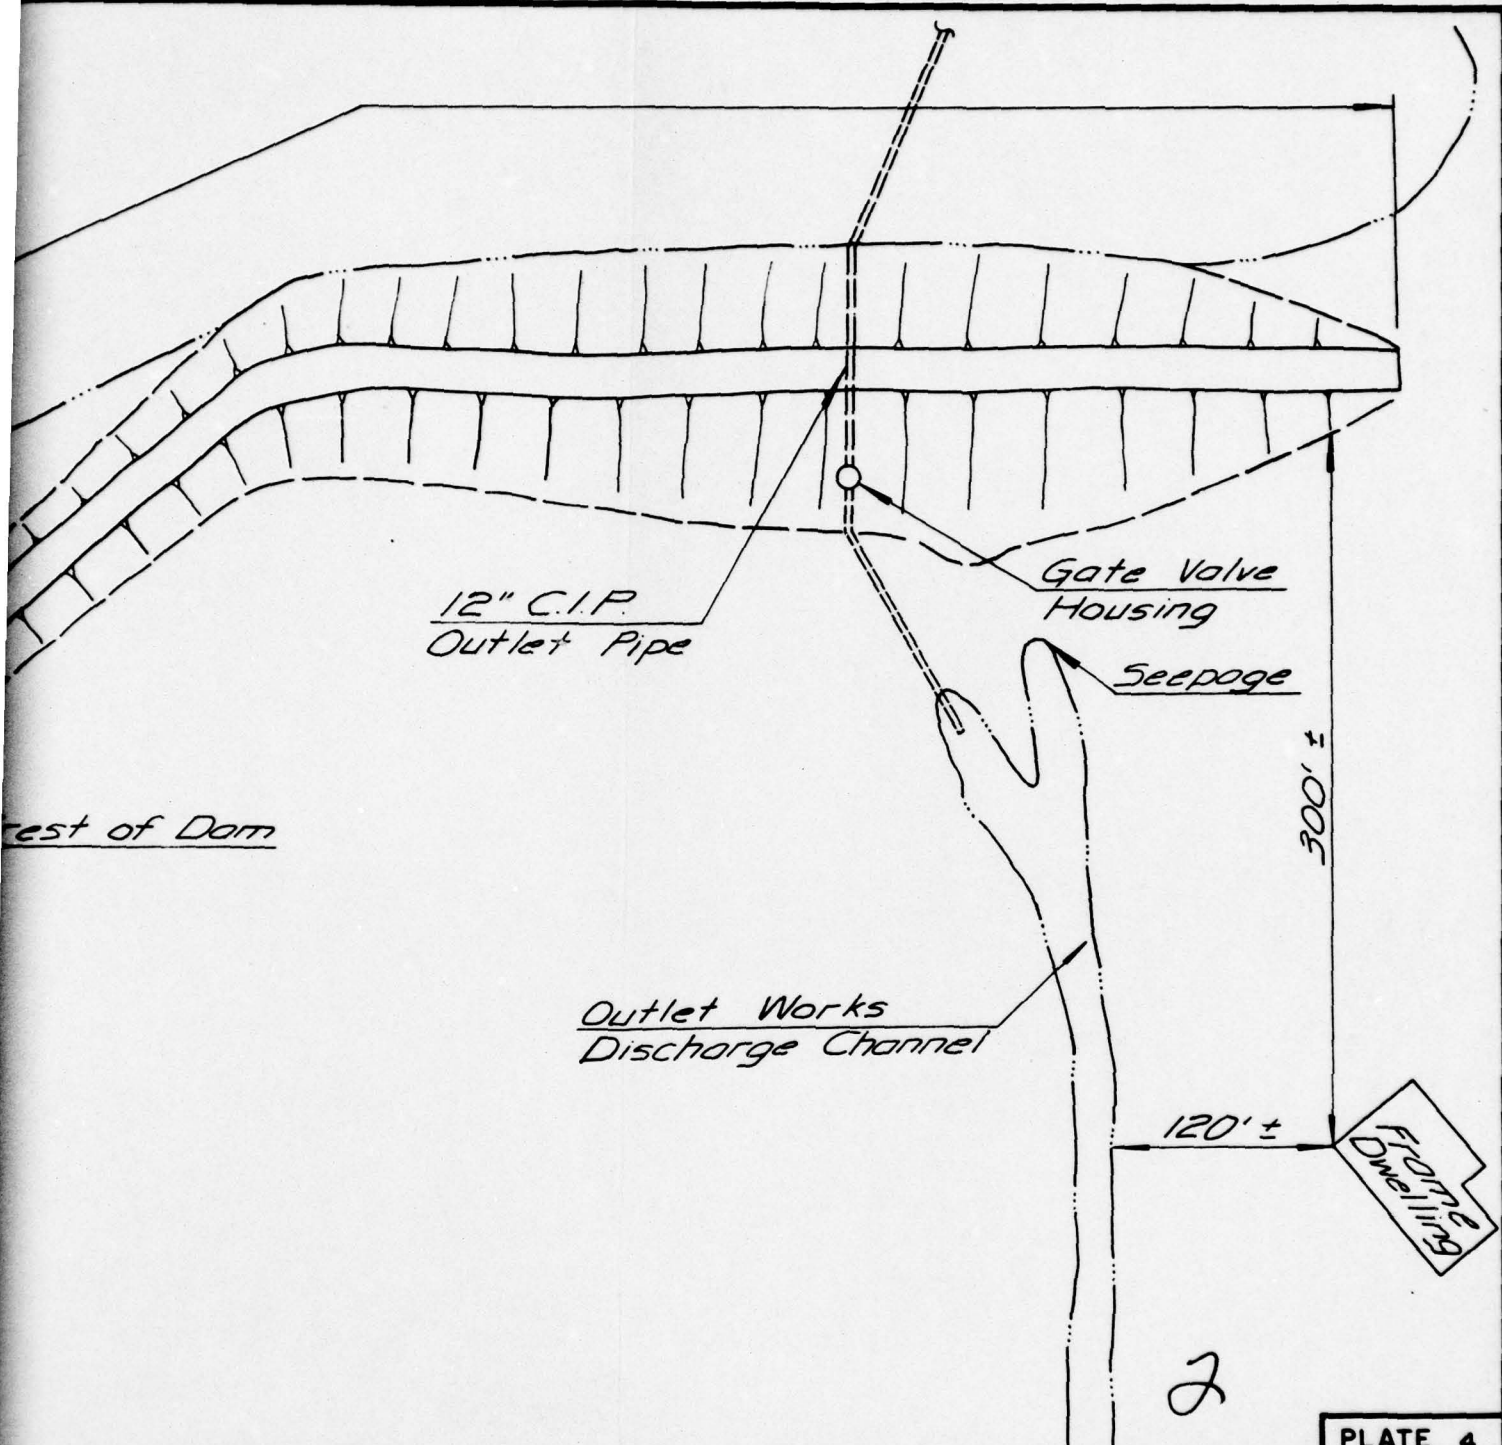 12" C.I.P.
Outlet Pipe
Gate Valve
Housing
Seepage
300' ±
rest of Dam
Outlet Works
Discharge Channel
120' ±
Frame
Dwelling
2
PLATE 4